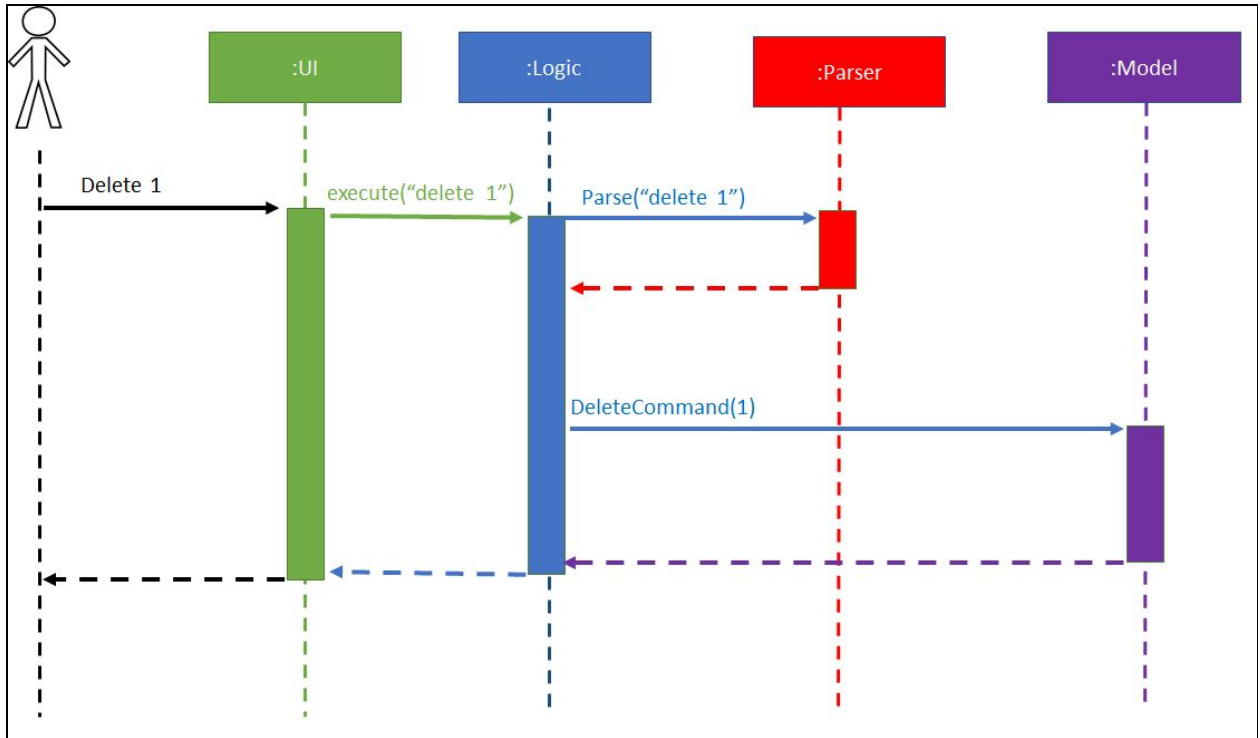 :UI
:Logic
:Parser
:Model
Delete 1
execute(“delete 1”)
Parse(“delete 1”)
DeleteCommand(1)